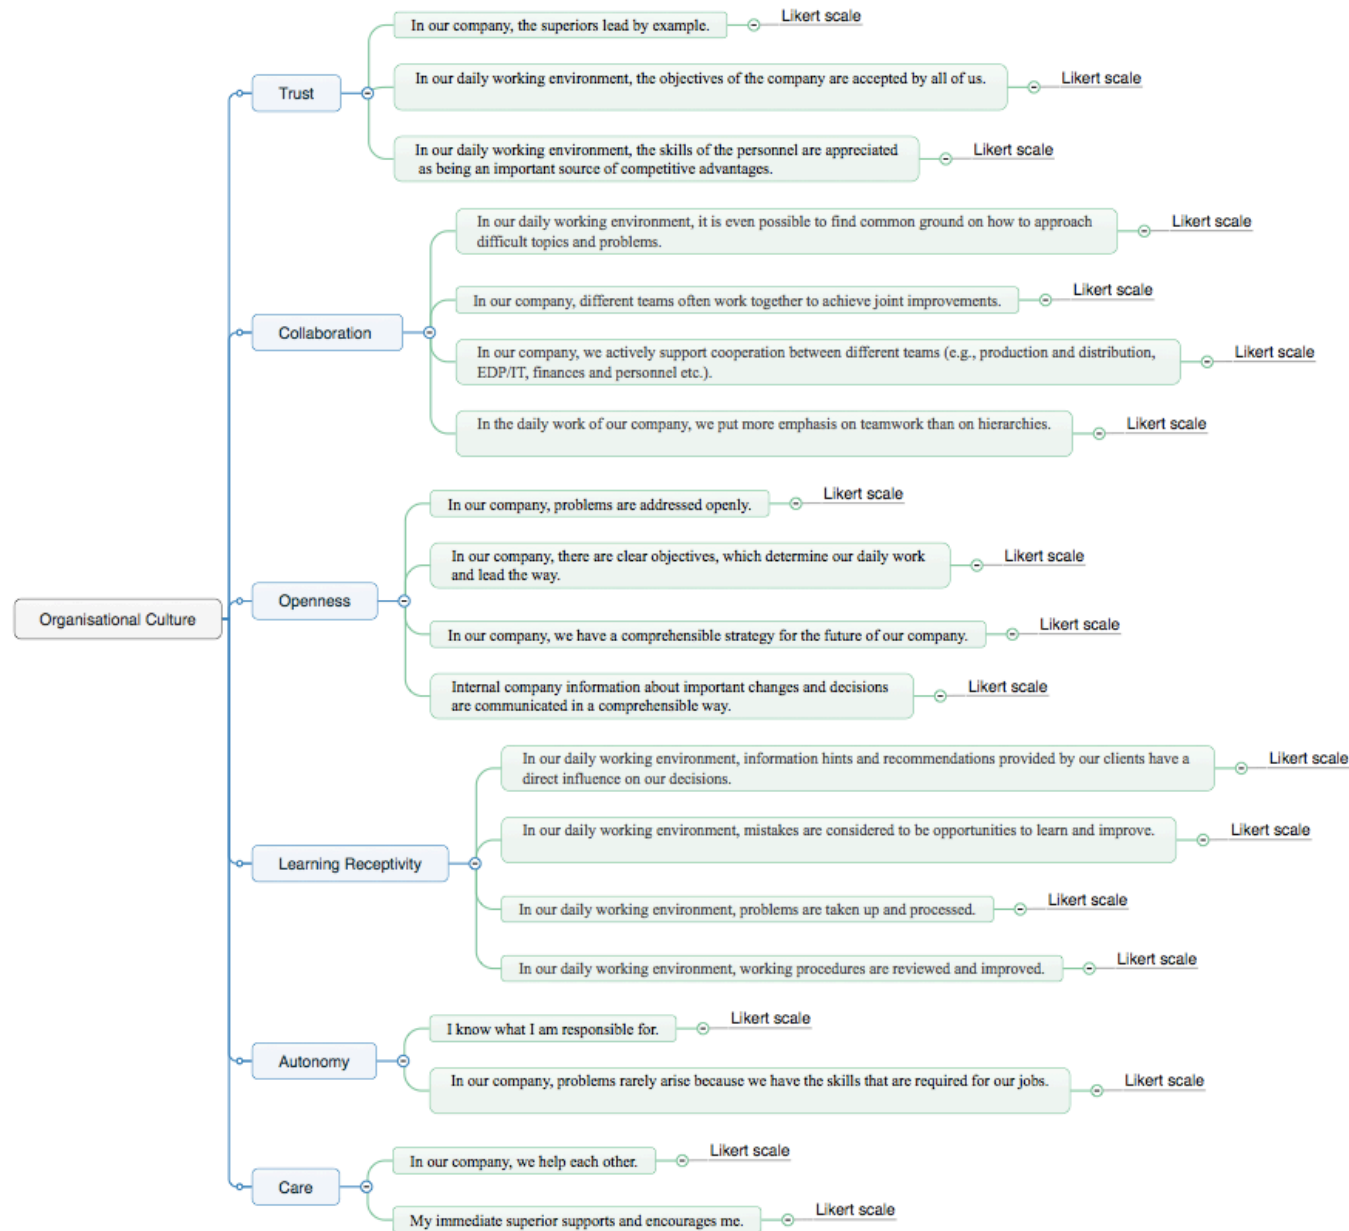 Organisational Culture
Trust
In our company, the superiors lead by example.
Likert scale
In our daily working environment, the objectives of the company are accepted by all of us.
Likert scale
In our daily working environment, the skills of the personnel are appreciated
as being an important source of competitive advantages.
Likert scale
Collaboration
In our daily working environment, it is even possible to find common ground on how to approach
difficult topics and problems.
Likert scale
In our company, different teams often work together to achieve joint improvements.
Likert scale
In our company, we actively support cooperation between different teams (e.g., production and distribution,
EDP/IT, finances and personnel etc.).
Likert scale
In the daily work of our company, we put more emphasis on teamwork than on hierarchies.
Likert scale
Openness
In our company, problems are addressed openly.
Likert scale
In our company, there are clear objectives, which determine our daily work
and lead the way.
Likert scale
In our company, we have a comprehensible strategy for the future of our company.
Likert scale
Internal company information about important changes and decisions
are communicated in a comprehensible way.
Likert scale
Learning Receptivity
In our daily working environment, information hints and recommendations provided by our clients have a
direct influence on our decisions.
Likert scale
In our daily working environment, mistakes are considered to be opportunities to learn and improve.
Likert scale
In our daily working environment, problems are taken up and processed.
Likert scale
In our daily working environment, working procedures are reviewed and improved.
Likert scale
Autonomy
I know what I am responsible for.
Likert scale
In our company, problems rarely arise because we have the skills that are required for our jobs.
Likert scale
Care
In our company, we help each other.
Likert scale
My immediate superior supports and encourages me.
Likert scale